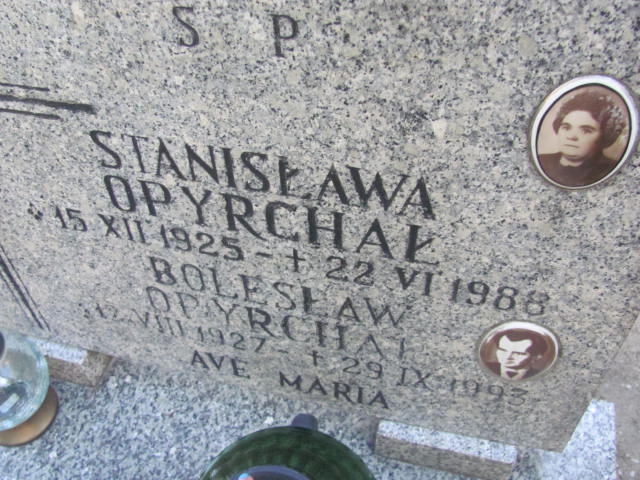 S P
STANISŁAWA
OPYRCHAŁ
* 15 XII 1925 - + 22 VI 1988
BOLESŁAW
OPYRCHAŁ
* 12 VIII 1927 - + 29 IX 1993
AVE MARIA